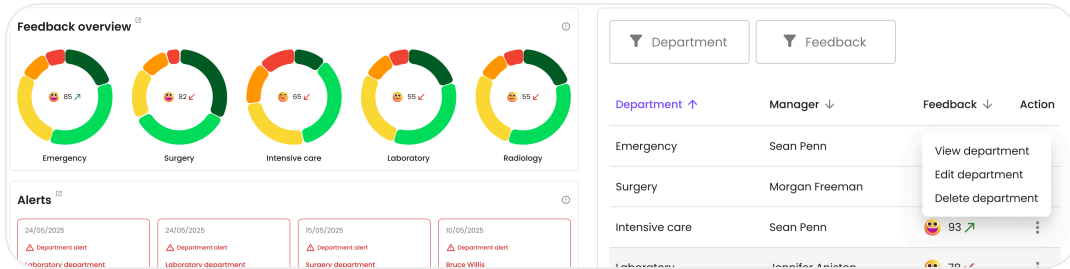 Feedback overview
85
82
65
55
55
Emergency
Surgery
Intensive care
Laboratory
Radiology
Alerts
24/05/2025
Department alert
Laboratory department
24/05/2025
Department alert
Laboratory department
15/05/2025
Department alert
Surgery department
10/05/2025
Department alert
Bruce Willis
Department
Feedback
Department Manager Feedback Action
Emergency Sean Penn
Surgery Morgan Freeman
Intensive care Sean Penn 93
Laboratory Jennifer Aniston 78
View department
Edit department
Delete department